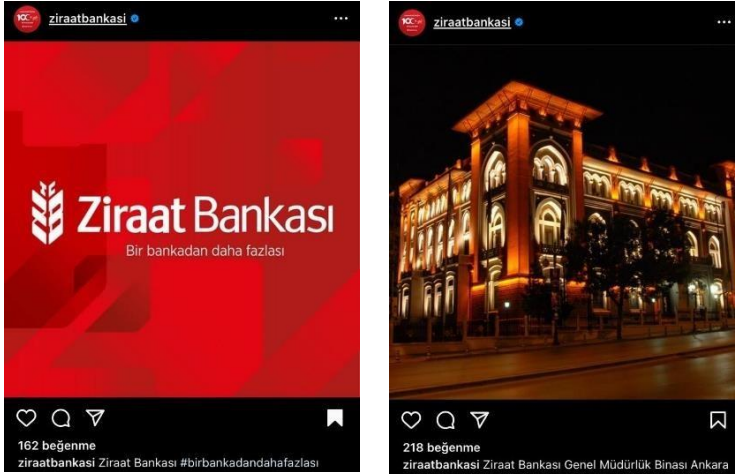 ziraatbankasi
Ziraat Bankası
Bir bankadan daha fazlası
162 beğenme
ziraatbankasi Ziraat Bankası #birbankadandahafazlası
ziraatbankasi
218 beğenme
ziraatbankasi Ziraat Bankası Genel Müdürlük Binası Ankara